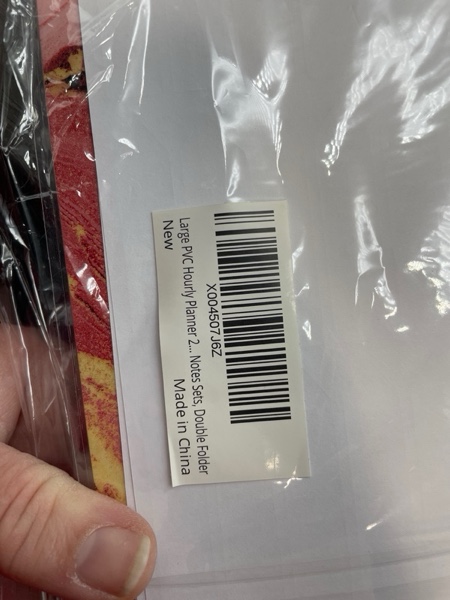 X004507J6Z
Large PVC Hourly Planner 2... Notes Sets, Double Folder
New
Made in China